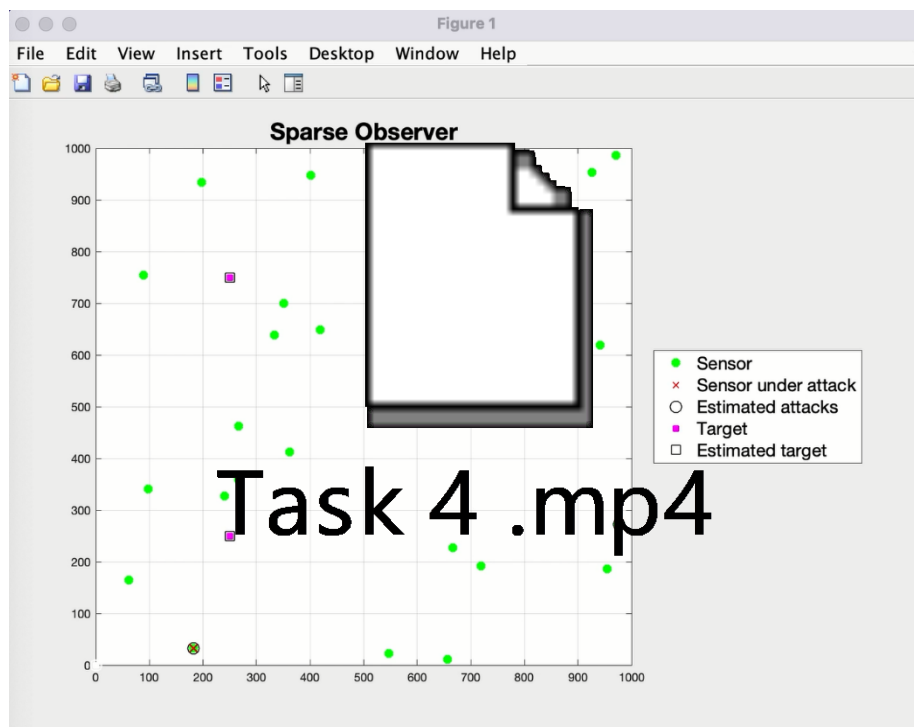 Figure 1
File Edit View Insert Tools Desktop Window Help
Sparse Observer
1000
900
800
700
600
500
400
300
200
100
0
0 100 200 300 400 500 600 700 800 900 1000
Sensor
Sensor under attack
Estimated attacks
Target
Estimated target
Task 4 .mp4